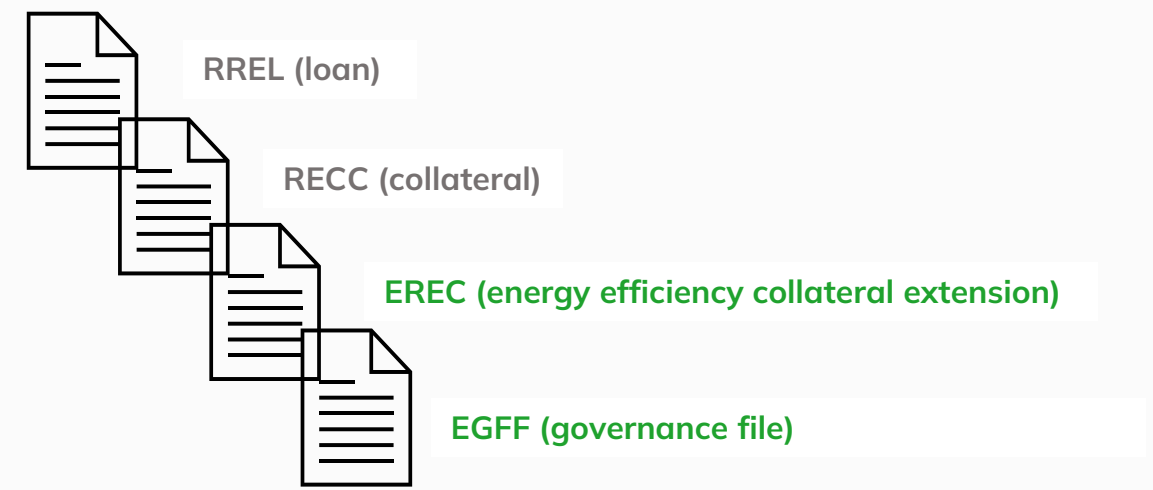 RREL (loan)
RECC (collateral)
EREC (energy efficiency collateral extension)
EGFF (governance file)